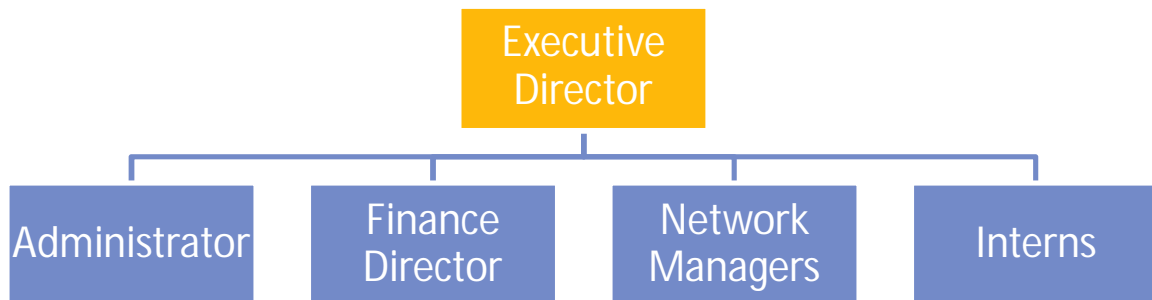 Executive
Director
Administrator
Finance
Director
Network
Managers
Interns